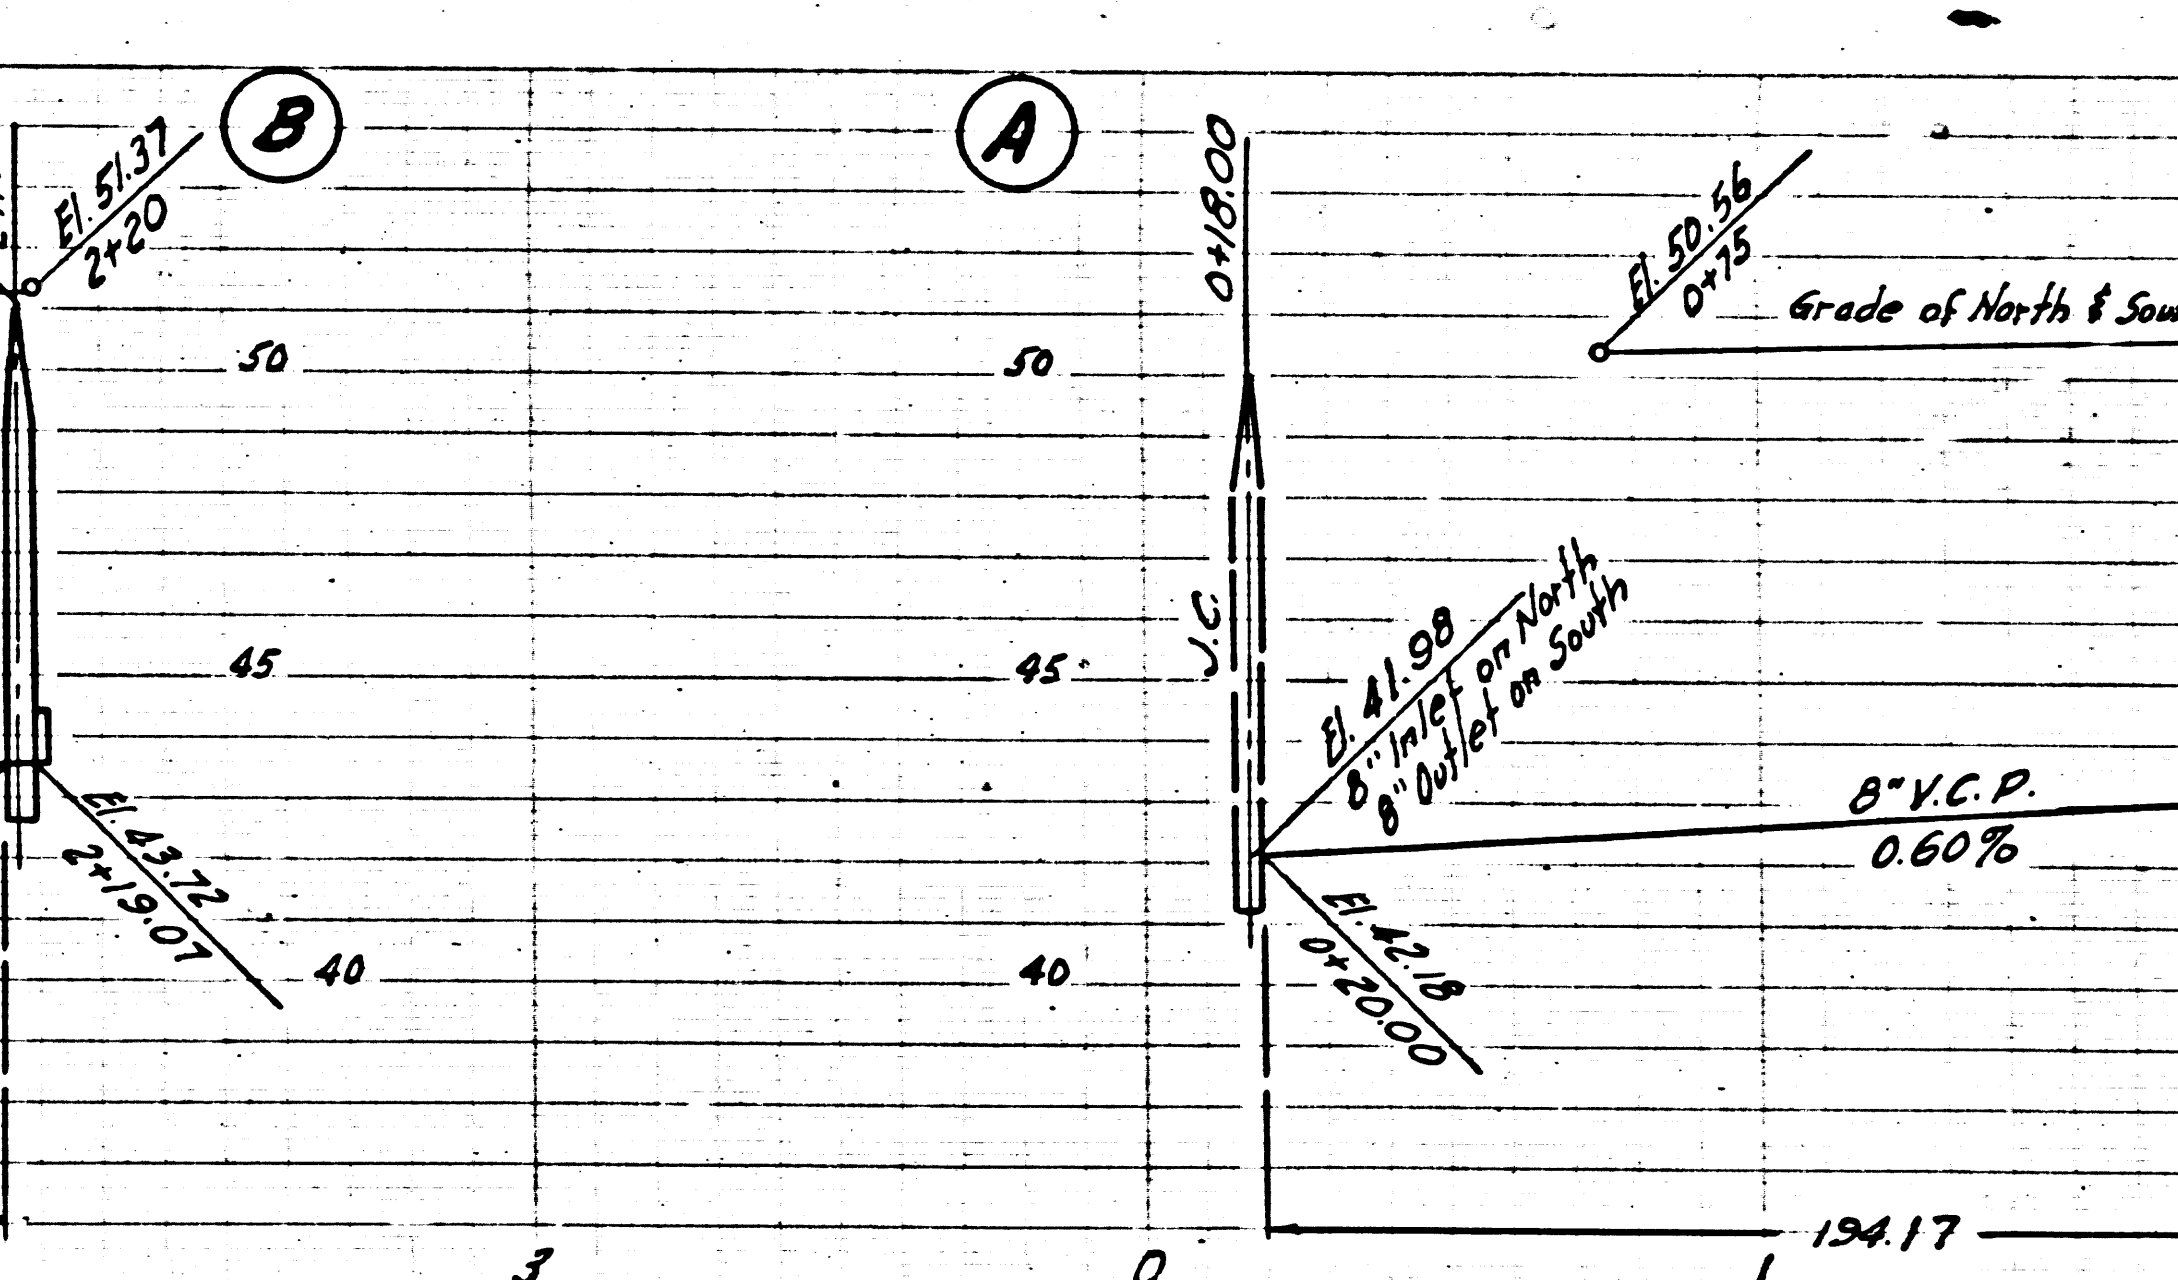 B
A
El. 51.37
2+20
0+18.00
El. 50.56
0+75
Grade of North & Sou
50
50
45
45
J.C.
El. 41.98
8" Inlet on North
8" Outlet on South
8" V.C.P.
0.60%
El. 43.72
2+19.07
El. 42.18
0+20.00
40
40
194.17
3
0
1